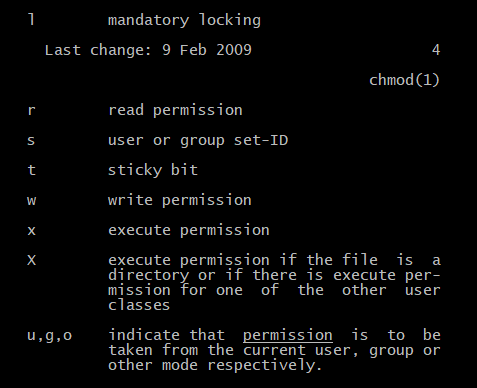 l mandatory locking
Last change: 9 Feb 2009 4
chmod(1)
r read permission
s user or group set-ID
t sticky bit
w write permission
x execute permission
X execute permission if the file is a
directory or if there is execute per-
mission for one of the other user
classes
u,g,o indicate that permission is to be
taken from the current user, group or
other mode respectively.